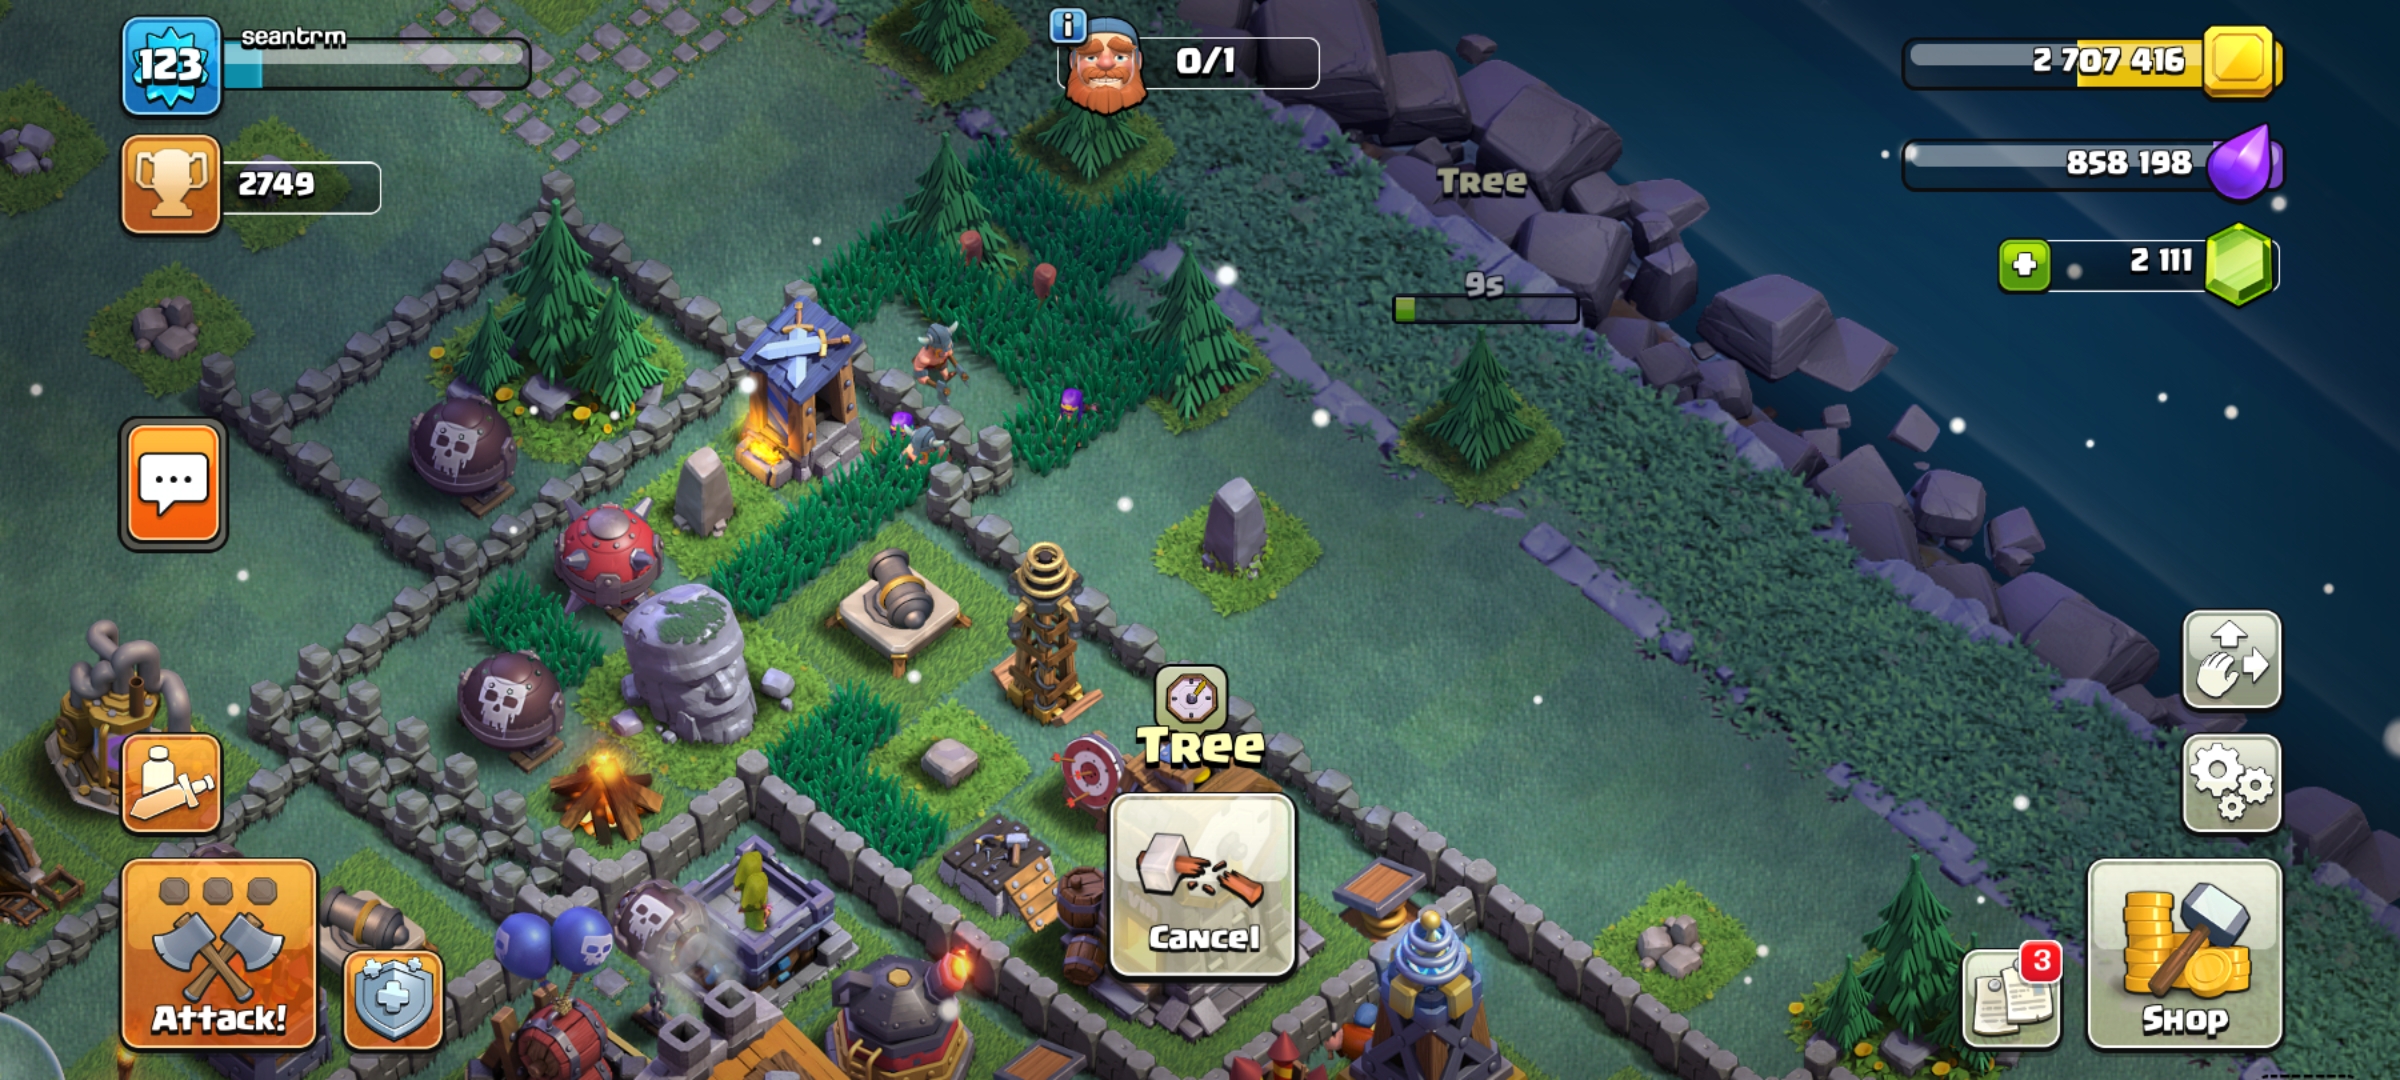 123
seantrm
i
0/1
2 707 416
2749
858 198
Tree
2 111
9s
Tree
Cancel
3
Attack!
Shop